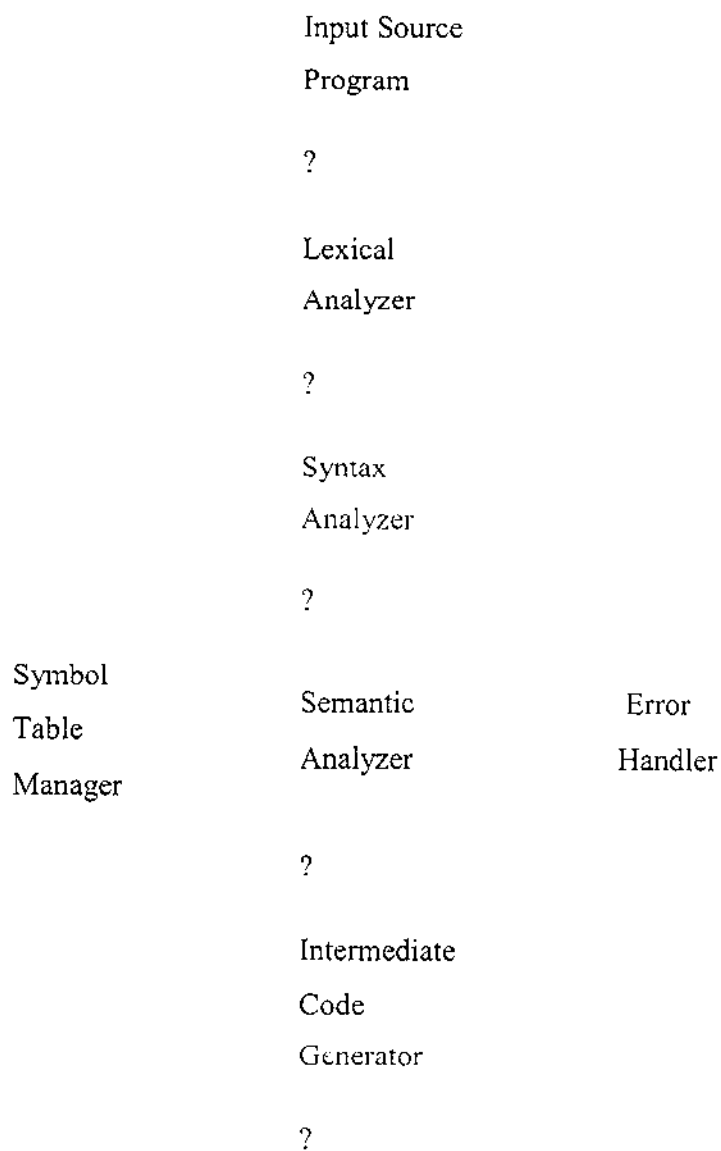 Input Source
Program
?
Lexical
Analyzer
?
Syntax
Analyzer
?
Symbol
Table
Manager
Semantic
Analyzer
Error
Handler
?
Intermediate
Code
Generator
?